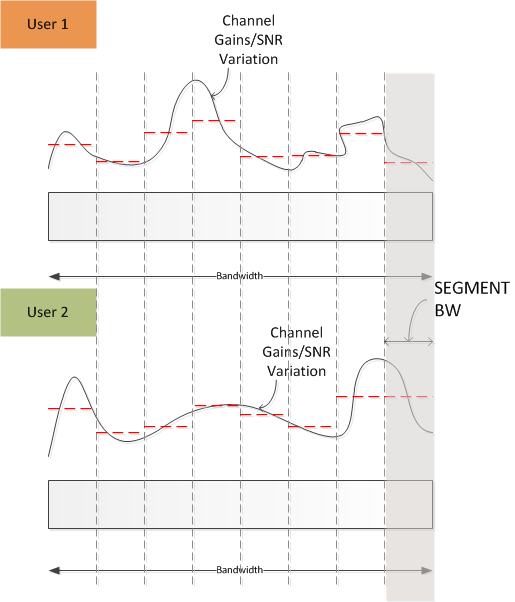 User 1
Channel
Gains/SNR
Variation
Bandwidth
SEGMENT
BW
User 2
Channel
Gains/SNR
Variation
Bandwidth